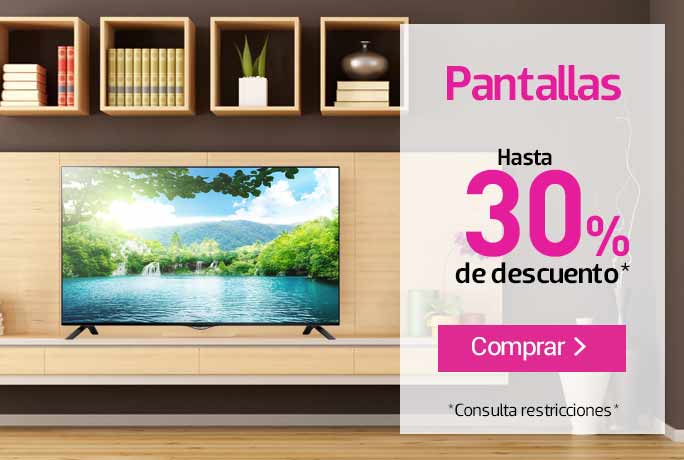 Pantallas
Hasta
30%
de descuento*
Comprar >
*Consulta restricciones*